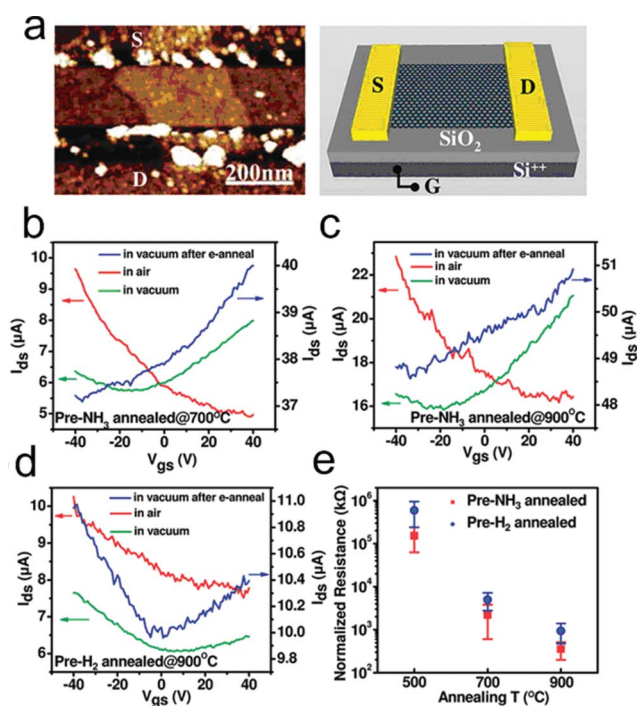 a
S
D
200nm
S
D
SiO2
Si++
G
b
in vacuum after e-anneal
in air
in vacuum
10
9
8
7
6
5
40
39
38
37
Ids (μA)
Ids (μA)
-40 -20 0 20 40
Vgs (V)
Pre-NH3 annealed@700°C
c
in vacuum after e-anneal
in air
in vacuum
22
20
18
16
51
50
49
48
Ids (μA)
Ids (μA)
-40 -20 0 20 40
Vgs (V)
Pre-NH3 annealed@900°C
d
in vacuum after e-anneal
in air
in vacuum
10
9
8
7
6
11.0
10.8
10.6
10.4
10.2
10.0
9.8
Ids (μA)
Ids (μA)
-40 -20 0 20 40
Vgs (V)
Pre-H2 annealed@900°C
e
Pre-NH3 annealed
Pre-H2 annealed
10^6
10^5
10^4
10^3
10^2
Normalized Resistance (kΩ)
500 700 900
Annealing T (°C)